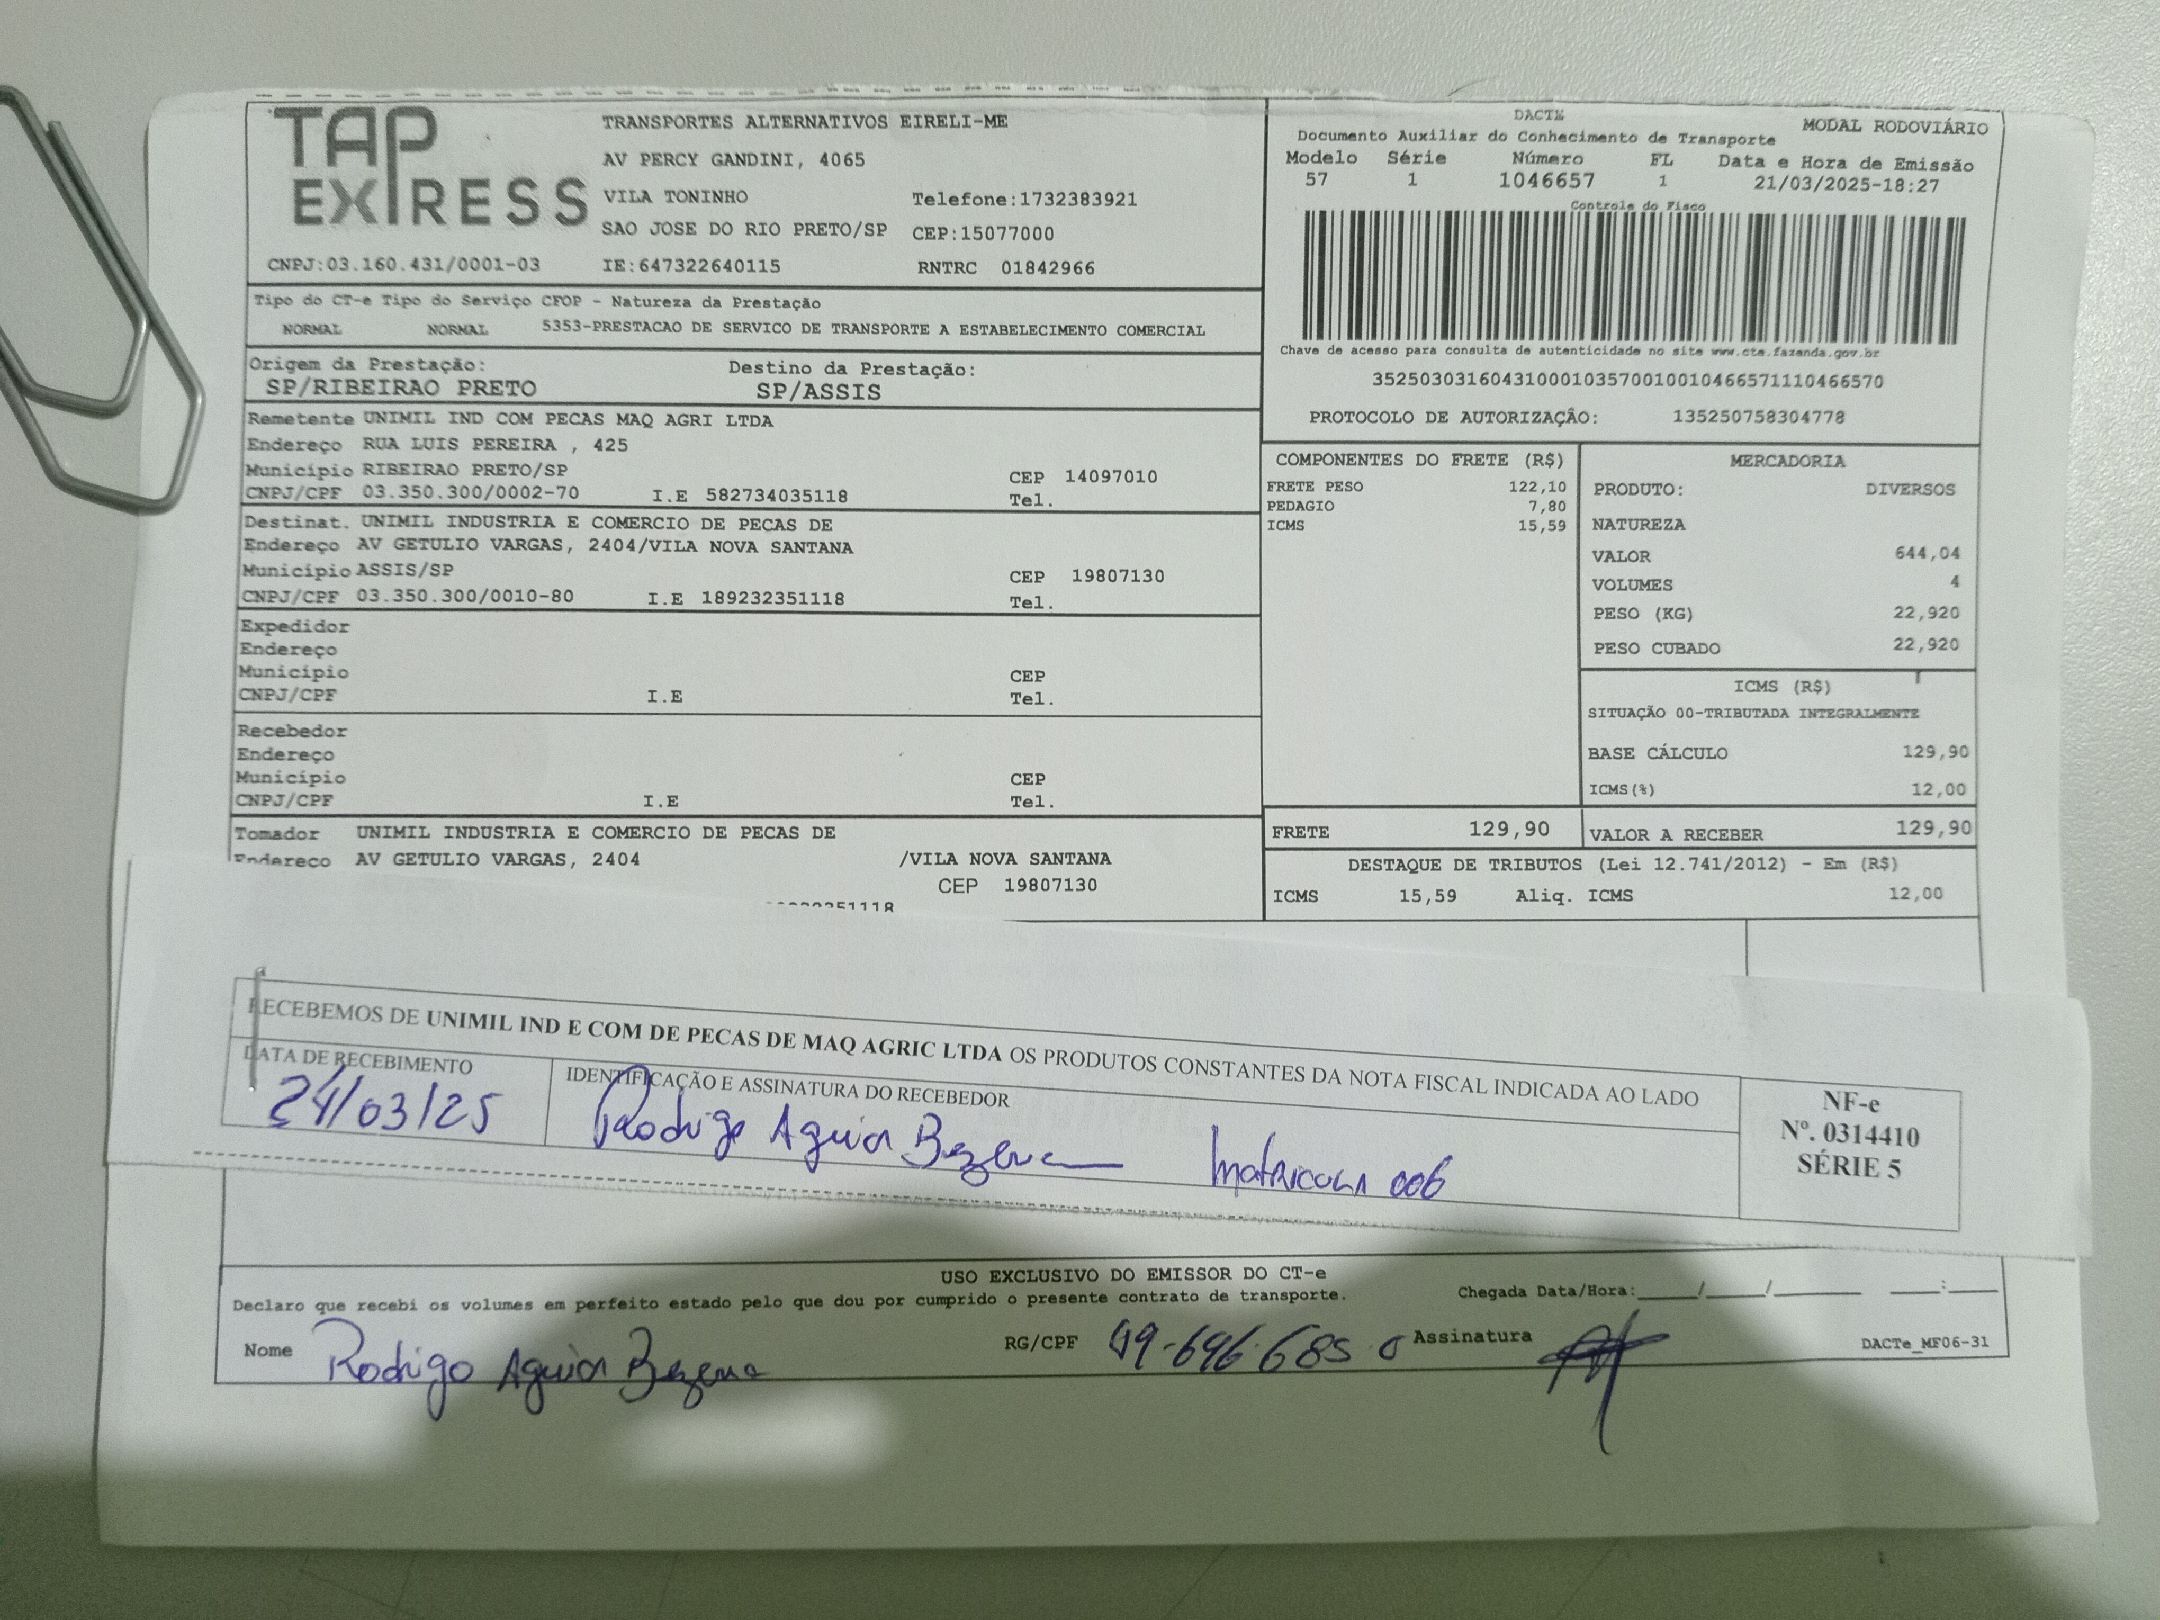 TAP EXPRESS
TRANSPORTES ALTERNATIVOS EIRELI-ME
AV PERCY GANDINI, 4065
VILA TONINHO Telefone:1732383921
SAO JOSE DO RIO PRETO/SP CEP:15077000
CNPJ:03.160.431/0001-03 IE:647322640115 RNTRC 01842966
DACTE MODAL RODOVIÁRIO
Documento Auxiliar do Conhecimento de Transporte
Modelo Série Número FL Data e Hora de Emissão
57 1 1046657 1 21/03/2025-18:27
Controle do Fisco
Chave de acesso para consulta de autenticidade no site www.cte.fazenda.gov.br
35250303160431000103570010010466571110466570
PROTOCOLO DE AUTORIZAÇÃO: 135250758304778
Tipo do CT-e Tipo do Serviço CFOP - Natureza da Prestação
NORMAL NORMAL 5353-PRESTACAO DE SERVICO DE TRANSPORTE A ESTABELECIMENTO COMERCIAL
Origem da Prestação: Destino da Prestação:
SP/RIBEIRAO PRETO SP/ASSIS
Remetente UNIMIL IND COM PECAS MAQ AGRI LTDA
Endereço RUA LUIS PEREIRA , 425
Município RIBEIRAO PRETO/SP CEP 14097010
CNPJ/CPF 03.350.300/0002-70 I.E 582734035118 Tel.
Destinat. UNIMIL INDUSTRIA E COMERCIO DE PECAS DE
Endereço AV GETULIO VARGAS, 2404/VILA NOVA SANTANA
Município ASSIS/SP CEP 19807130
CNPJ/CPF 03.350.300/0010-80 I.E 189232351118 Tel.
Expedidor
Endereço
Município CEP
CNPJ/CPF I.E Tel.
Recebedor
Endereço
Município CEP
CNPJ/CPF I.E Tel.
Tomador UNIMIL INDUSTRIA E COMERCIO DE PECAS DE
Endereço AV GETULIO VARGAS, 2404 /VILA NOVA SANTANA
CEP 19807130
COMPONENTES DO FRETE (R$)
FRETE PESO 122,10
PEDAGIO 7,80
ICMS 15,59
MERCADORIA
PRODUTO: DIVERSOS
NATUREZA
VALOR 644,04
VOLUMES 4
PESO (KG) 22,920
PESO CUBADO 22,920
ICMS (R$)
SITUAÇÃO 00-TRIBUTADA INTEGRALMENTE
BASE CÁLCULO 129,90
ICMS(%) 12,00
FRETE 129,90 VALOR A RECEBER 129,90
DESTAQUE DE TRIBUTOS (Lei 12.741/2012) - Em (R$)
ICMS 15,59 Aliq. ICMS 12,00
RECEBEMOS DE UNIMIL IND E COM DE PECAS DE MAQ AGRIC LTDA OS PRODUTOS CONSTANTES DA NOTA FISCAL INDICADA AO LADO
DATA DE RECEBIMENTO IDENTIFICAÇÃO E ASSINATURA DO RECEBEDOR
24/03/25 Rodrigo Aguiar Bezerra Matricula 006
NF-e
Nº. 0314410
SÉRIE 5
USO EXCLUSIVO DO EMISSOR DO CT-e
Declaro que recebi os volumes em perfeito estado pelo que dou por cumprido o presente contrato de transporte. Chegada Data/Hora:____/____/______ ___:___
Nome Rodrigo Aguiar Bezerra RG/CPF 49-696.685 0 Assinatura DACTe_MF06-31